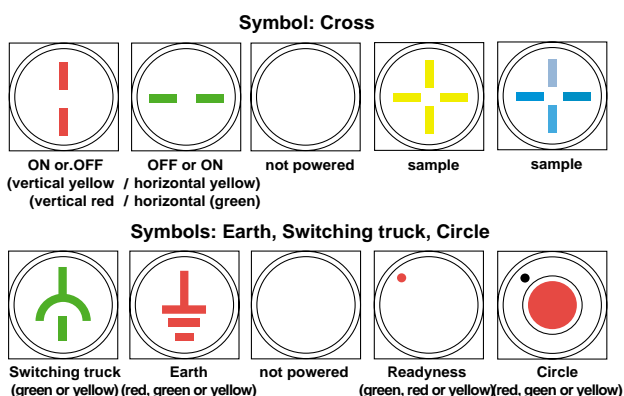 Symbol: Cross
ON or.OFF OFF or ON not powered sample sample
(vertical yellow / horizontal yellow)
(vertical red / horizontal (green)
Symbols: Earth, Switching truck, Circle
Switching truck Earth not powered Readyness Circle
(green or yellow) (red, green or yellow) (green, red or yellow) (red, geen or yellow)